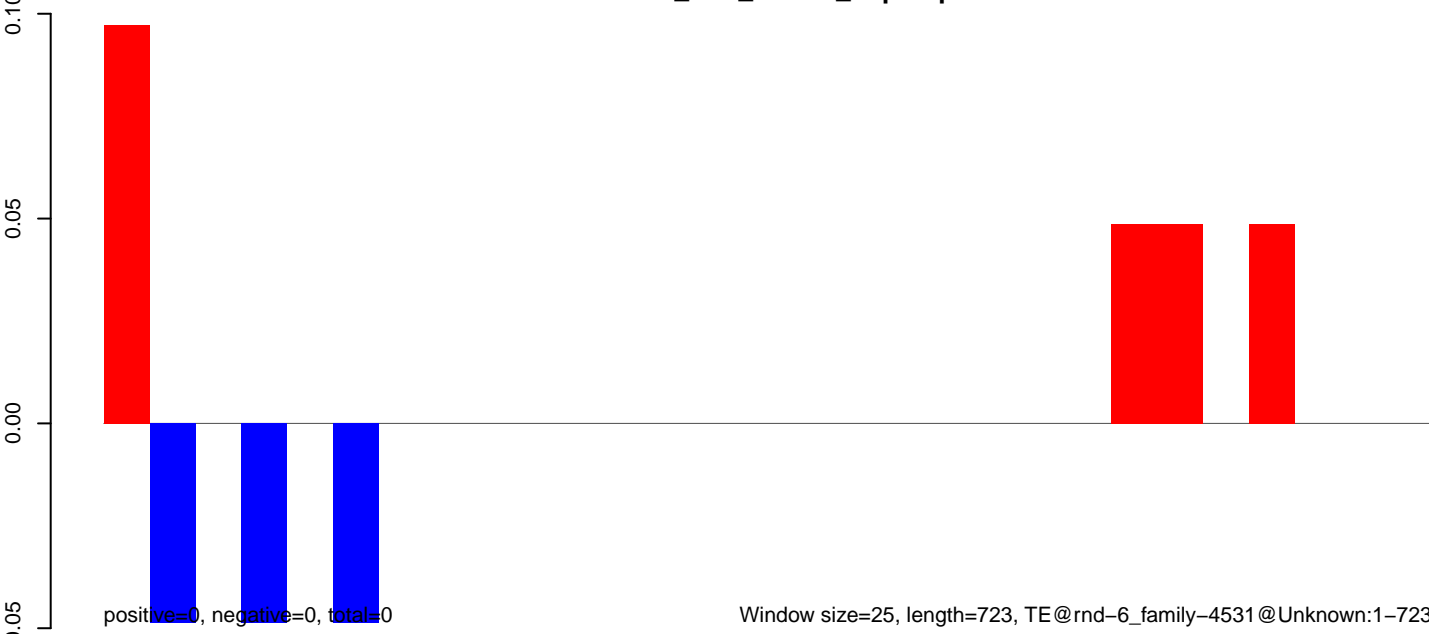 0.10
0.05
0.00
0.05
positive=0, negative=0, total=0
Window size=25, length=723, TE@rnd−6_family−4531@Unknown:1−723